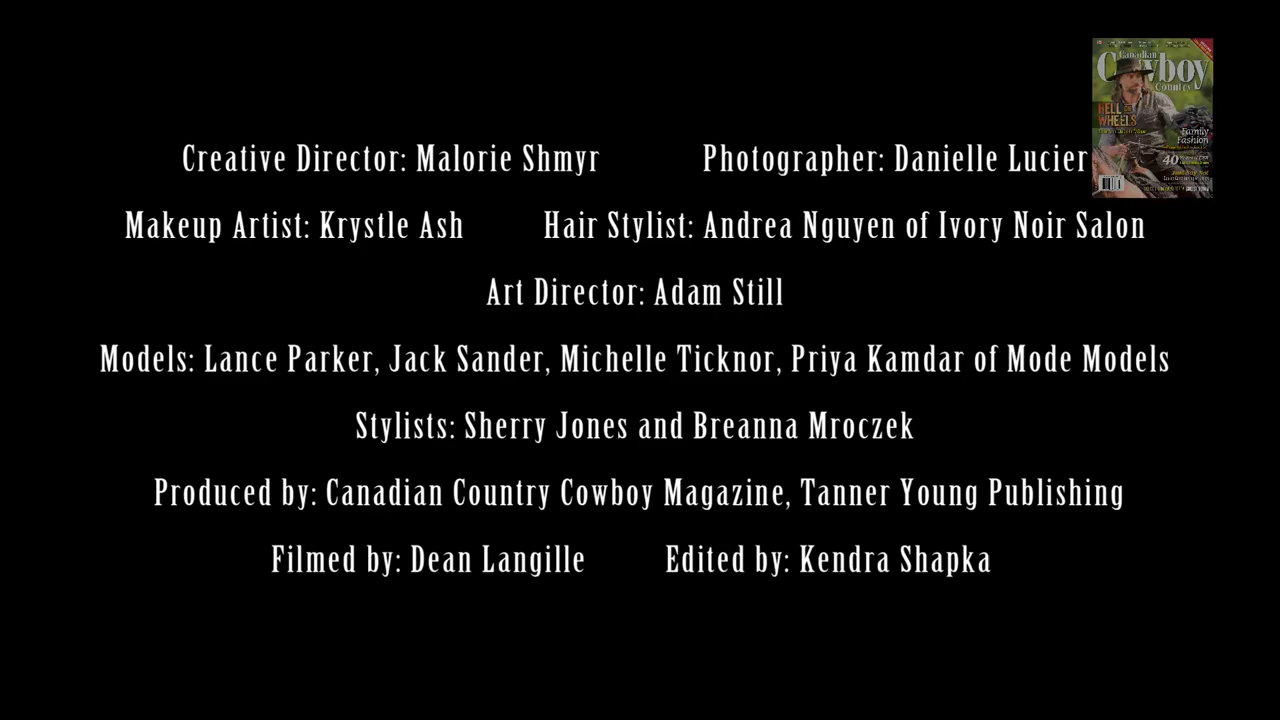 Canadian
Cowboy
Country
HELL ON
WHEELS
Family
Fashion
40
Creative Director: Malorie Shmyr Photographer: Danielle Lucier
Makeup Artist: Krystle Ash Hair Stylist: Andrea Nguyen of Ivory Noir Salon
Art Director: Adam Still
Models: Lance Parker, Jack Sander, Michelle Ticknor, Priya Kamdar of Mode Models
Stylists: Sherry Jones and Breanna Mroczek
Produced by: Canadian Country Cowboy Magazine, Tanner Young Publishing
Filmed by: Dean Langille Edited by: Kendra Shapka